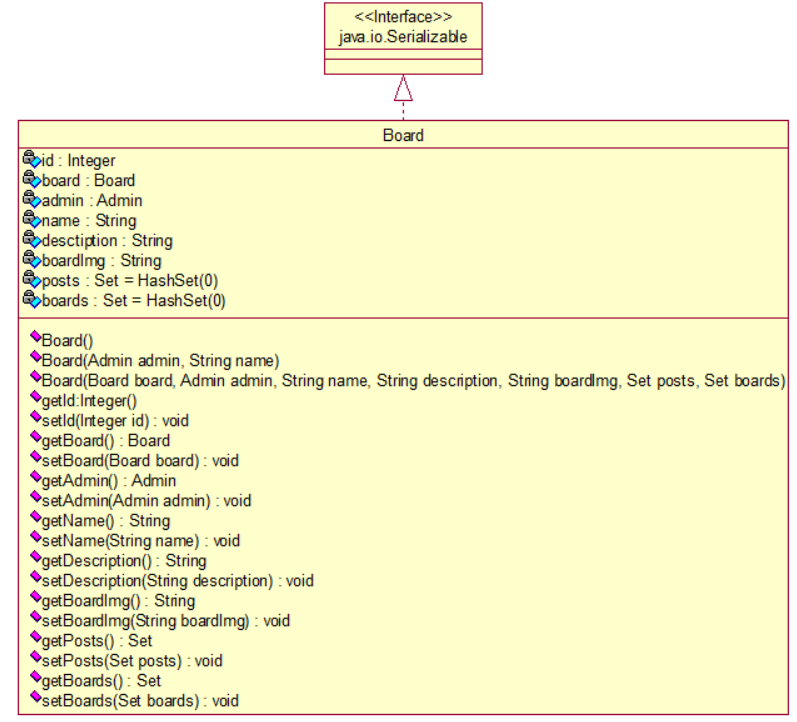 <<Interface>>
java.io.Serializable
Board
id : Integer
board : Board
admin : Admin
name : String
desctiption : String
boardImg : String
posts : Set = HashSet(0)
boards : Set = HashSet(0)
Board()
Board(Admin admin, String name)
Board(Board board, Admin admin, String name, String description, String boardImg, Set posts, Set boards)
getId:Integer()
setId(Integer id) : void
getBoard() : Board
setBoard(Board board) : void
getAdmin() : Admin
setAdmin(Admin admin) : void
getName() : String
setName(String name) : void
getDescription() : String
setDescription(String description) : void
getBoardImg() : String
setBoardImg(String boardImg) : void
getPosts() : Set
setPosts(Set posts) : void
getBoards() : Set
setBoards(Set boards) : void